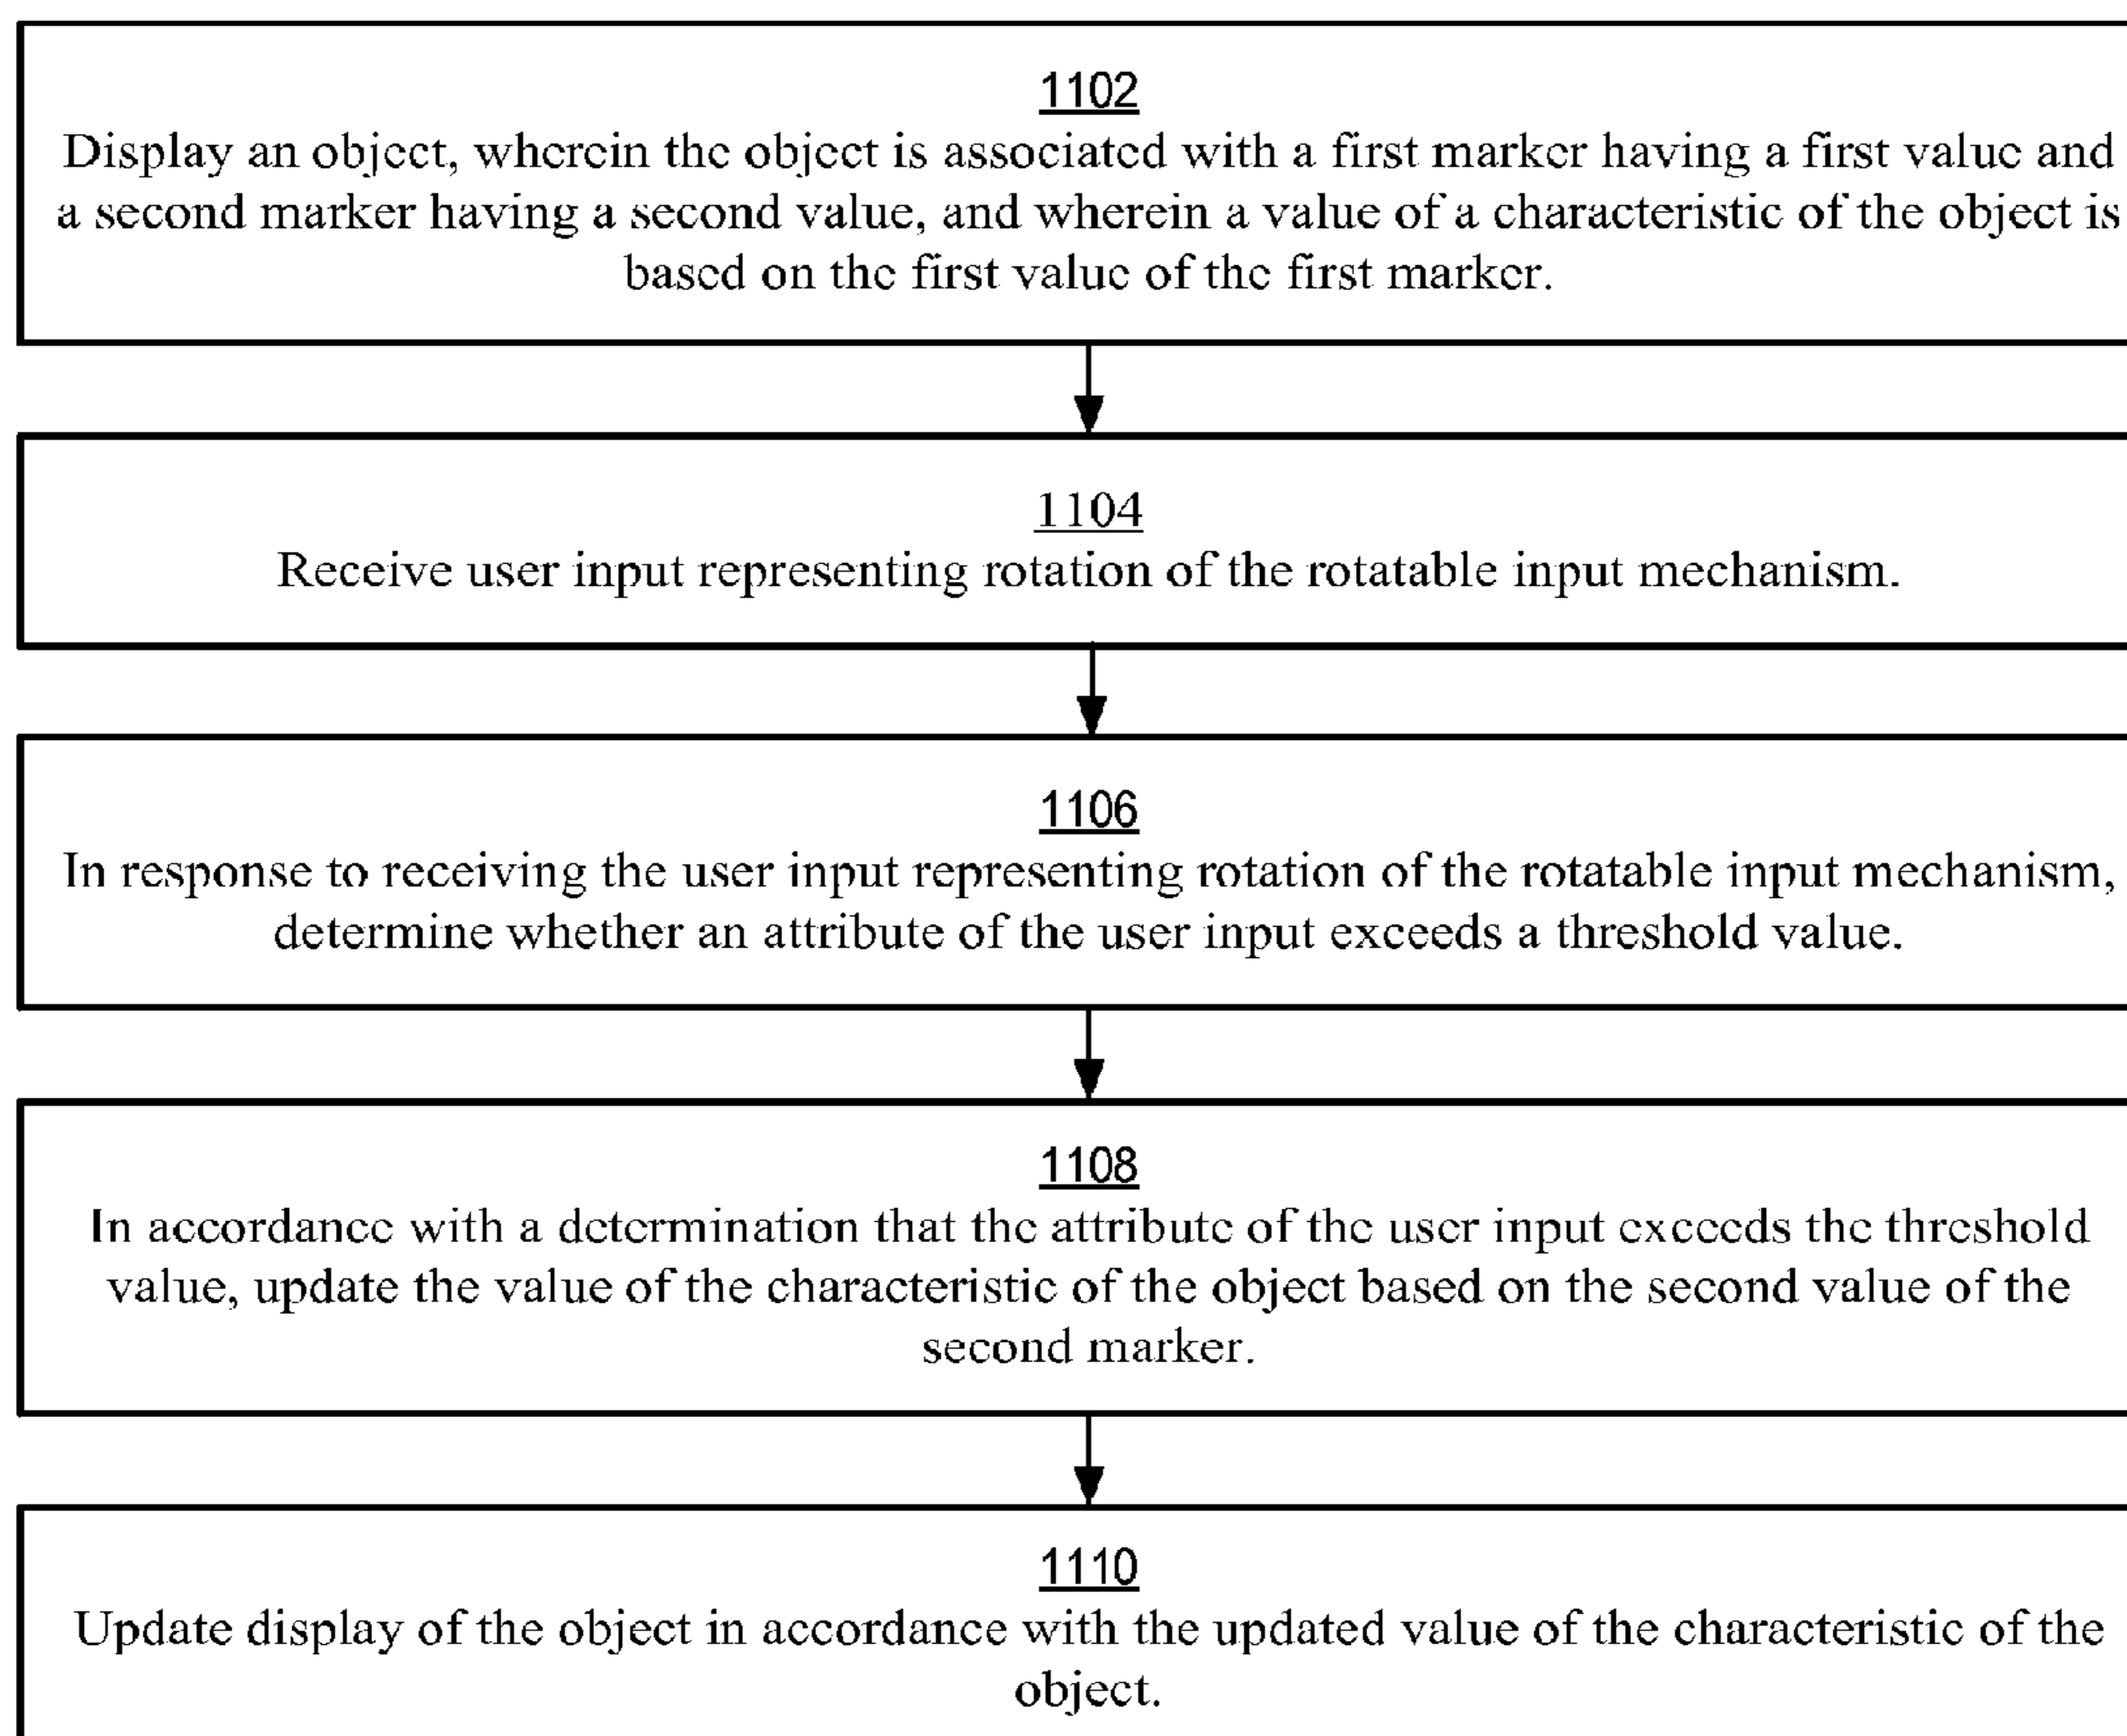 1102
Display an object, wherein the object is associated with a first marker having a first value and
a second marker having a second value, and wherein a value of a characteristic of the object is
based on the first value of the first marker.
1104
Receive user input representing rotation of the rotatable input mechanism.
1106
In response to receiving the user input representing rotation of the rotatable input mechanism,
determine whether an attribute of the user input exceeds a threshold value.
1108
In accordance with a determination that the attribute of the user input exceeds the threshold
value, update the value of the characteristic of the object based on the second value of the
second marker.
1110
Update display of the object in accordance with the updated value of the characteristic of the
object.